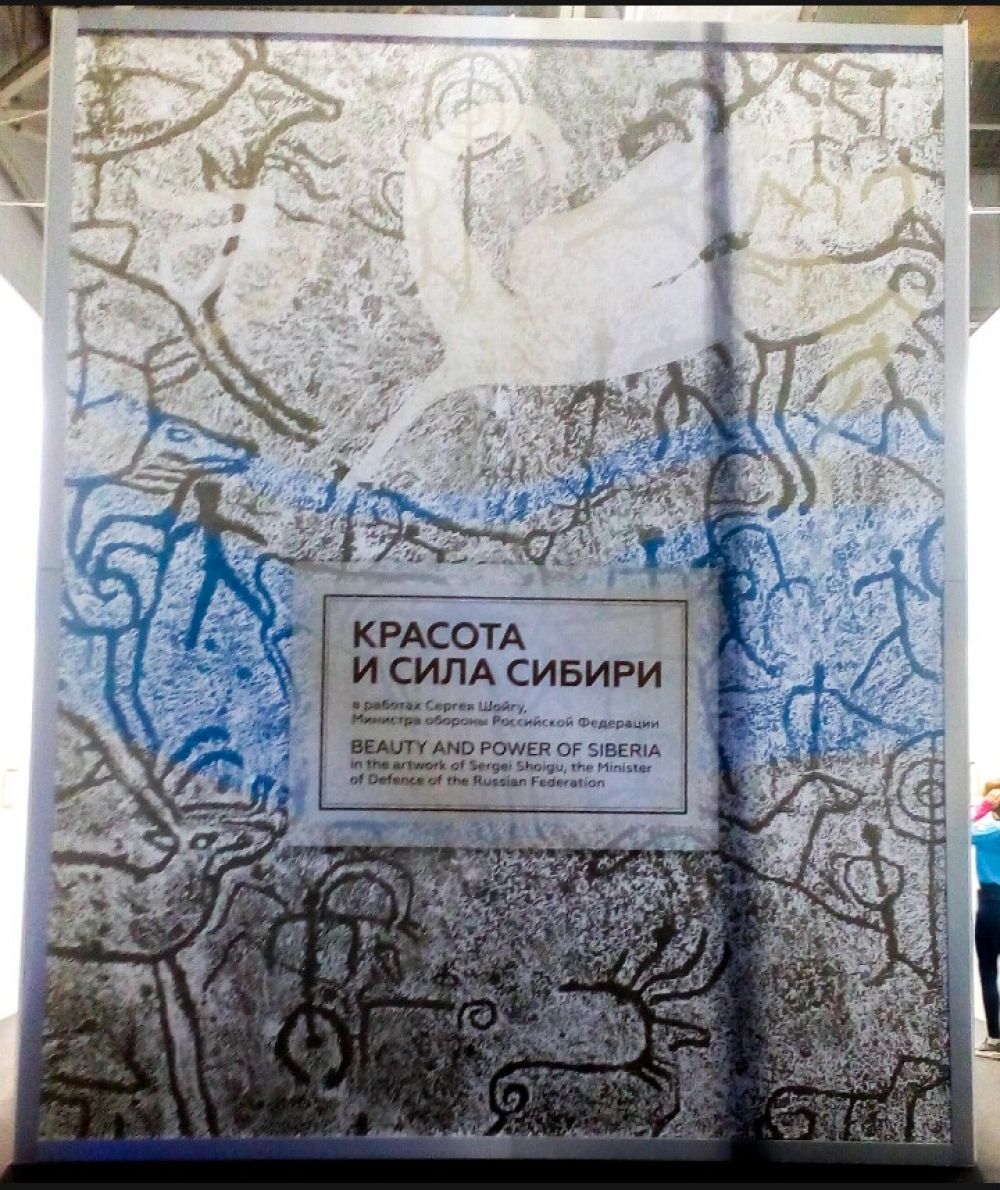 КРАСОТА
И СИЛА СИБИРИ
в работах Сергея Шойгу,
Министра обороны Российской Федерации
BEAUTY AND POWER OF SIBERIA
in the artwork of Sergei Shoigu, the Minister
of Defence of the Russian Federation